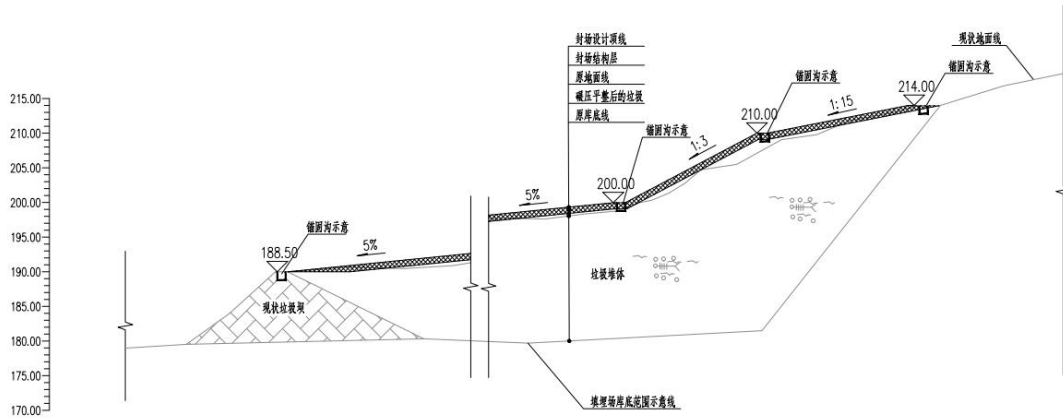 封场设计顶线
封场结构层
原地面线
碾压平整后的垃圾
原库底线
现状地面线
锚固沟示意
锚固沟示意
214.00
1:15
210.00
锚固沟示意
1:3
200.00
5%
锚固沟示意
188.50
5%
现状垃圾坝
垃圾堆体
填埋场库底范围示意线
215.00
210.00
205.00
200.00
195.00
190.00
185.00
180.00
175.00
170.00